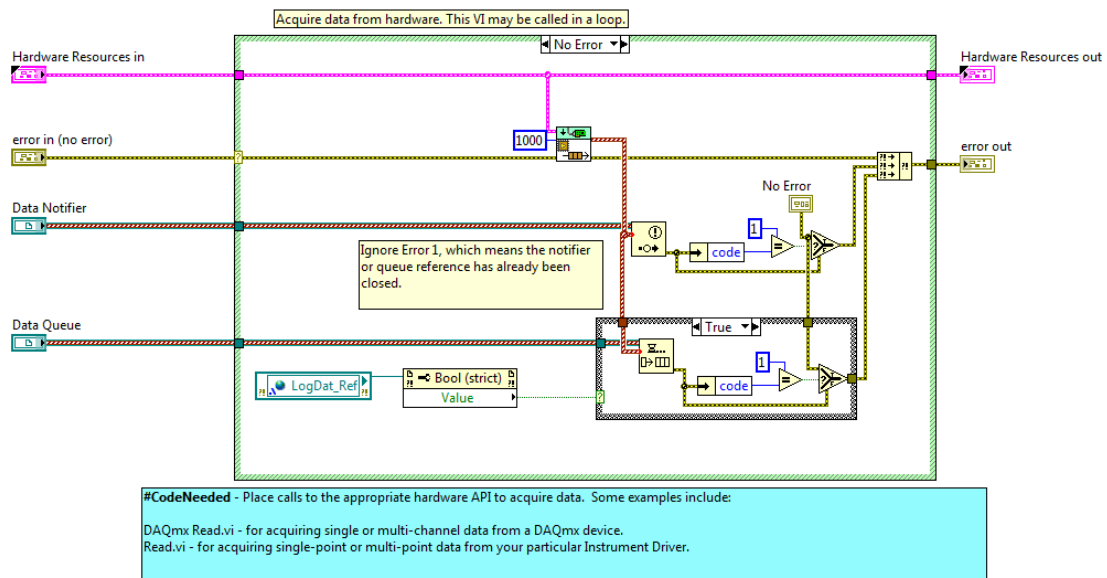 Acquire data from hardware. This VI may be called in a loop.
No Error
Hardware Resources in
Hardware Resources out
1000
error in (no error)
error out
No Error
Data Notifier
1
code
=
Ignore Error 1, which means the notifier
or queue reference has already been
closed.
Data Queue
True
1
code
=
LogDat_Ref
Bool (strict)
Value
#CodeNeeded - Place calls to the appropriate hardware API to acquire data. Some examples include:
DAQmx Read.vi - for acquiring single or multi-channel data from a DAQmx device.
Read.vi - for acquiring single-point or multi-point data from your particular Instrument Driver.